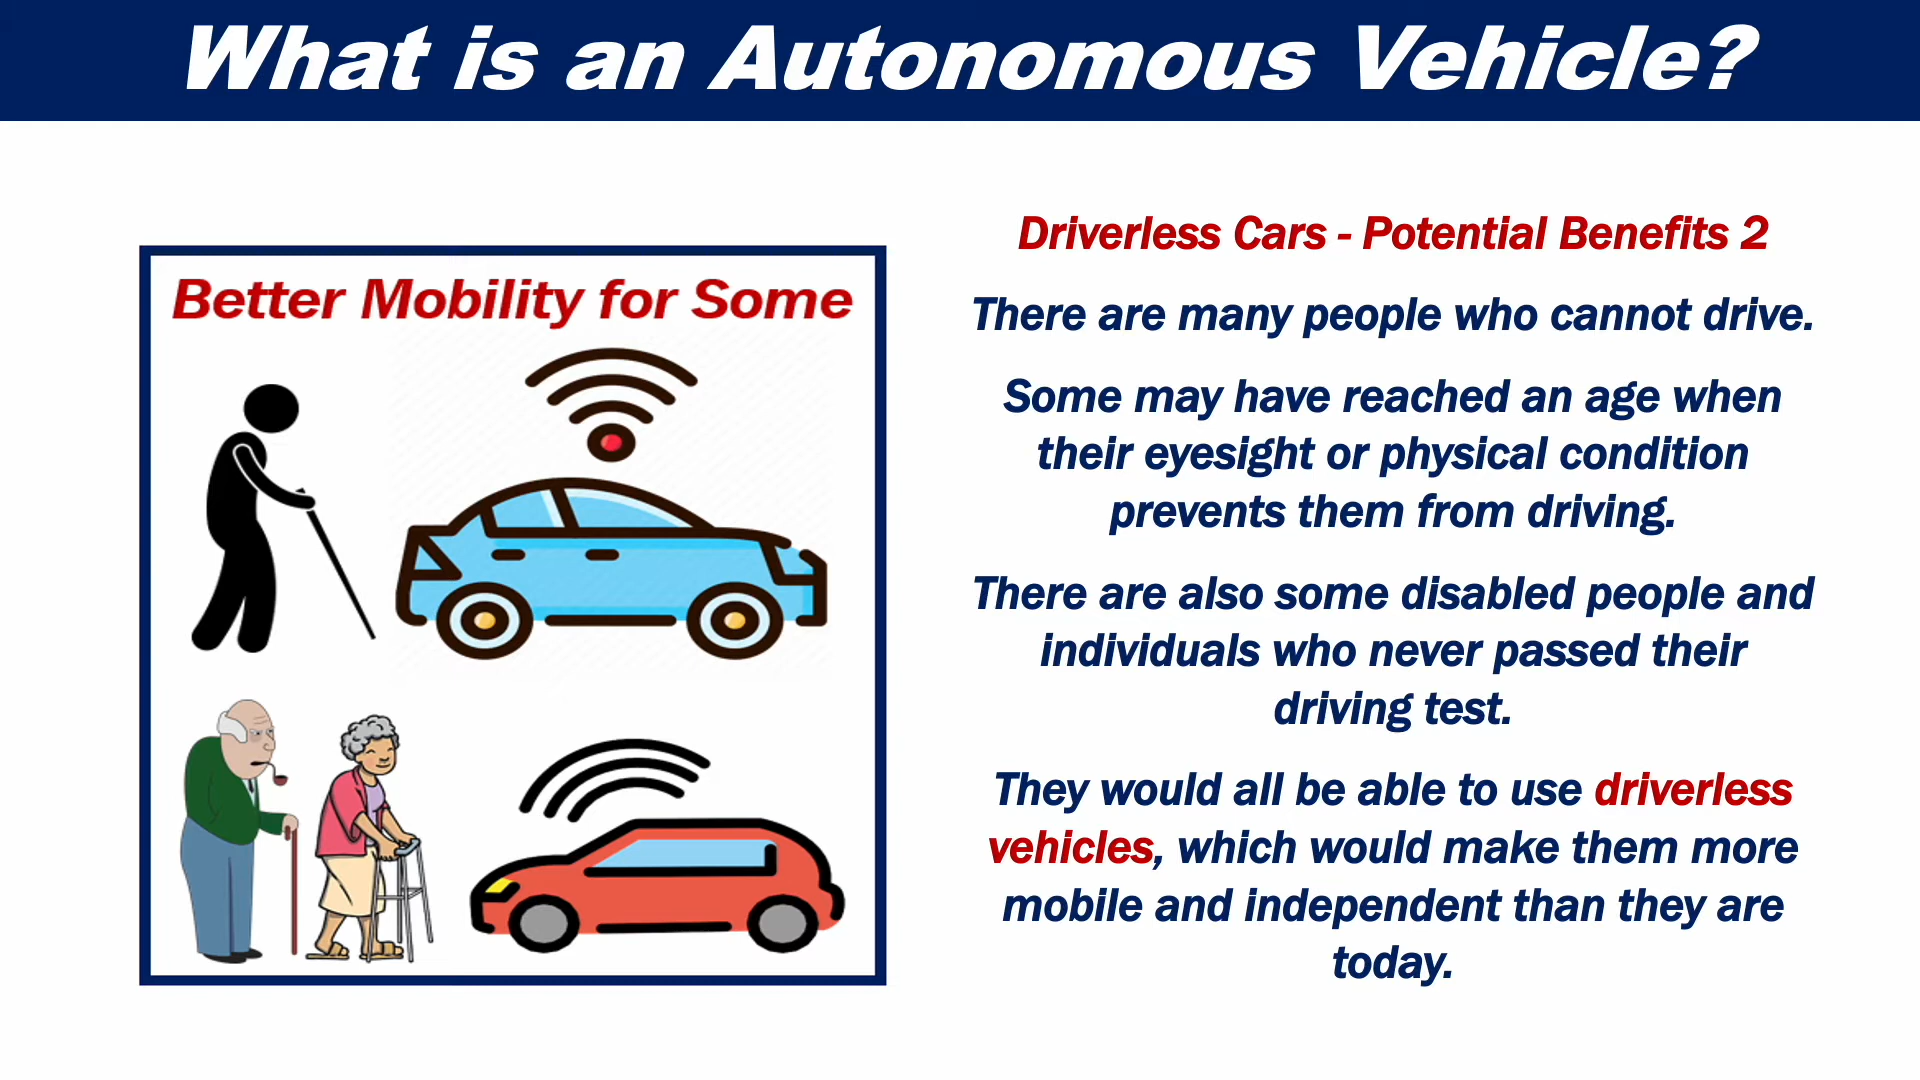 What is an Autonomous Vehicle?
Better Mobility for Some
Driverless Cars - Potential Benefits 2
There are many people who cannot drive.
Some may have reached an age when
their eyesight or physical condition
prevents them from driving.
There are also some disabled people and
individuals who never passed their
driving test.
They would all be able to use driverless
vehicles, which would make them more
mobile and independent than they are
today.